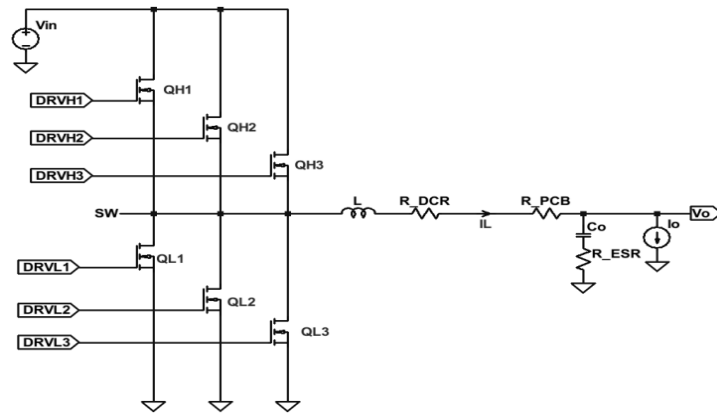 Vin
QH1
DRVH1
QH2
DRVH2
QH3
DRVH3
SW
L
R_DCR
IL
R_PCB
Co
R_ESR
Io
Vo
QL1
DRVL1
QL2
DRVL2
QL3
DRVL3